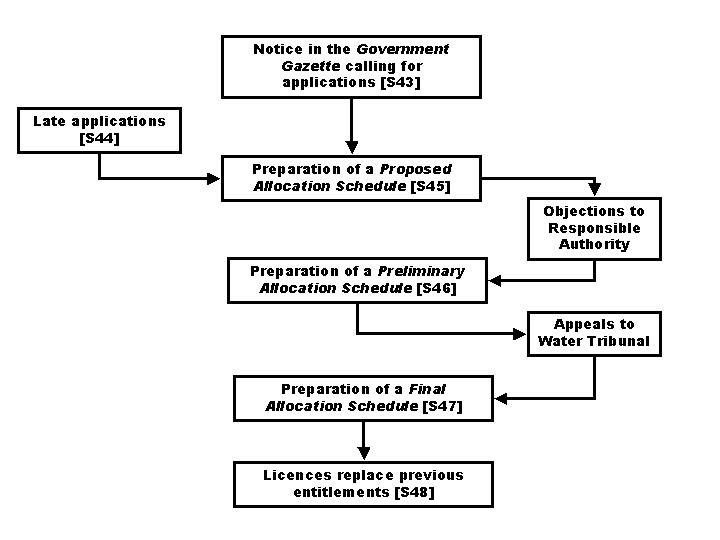 Notice in the Government
Gazette calling for
applications [S43]
Late applications
[S44]
Preparation of a Proposed
Allocation Schedule [S45]
Objections to
Responsible
Authority
Preparation of a Preliminary
Allocation Schedule [S46]
Appeals to
Water Tribunal
Preparation of a Final
Allocation Schedule [S47]
Licences replace previous
entitlements [S48]